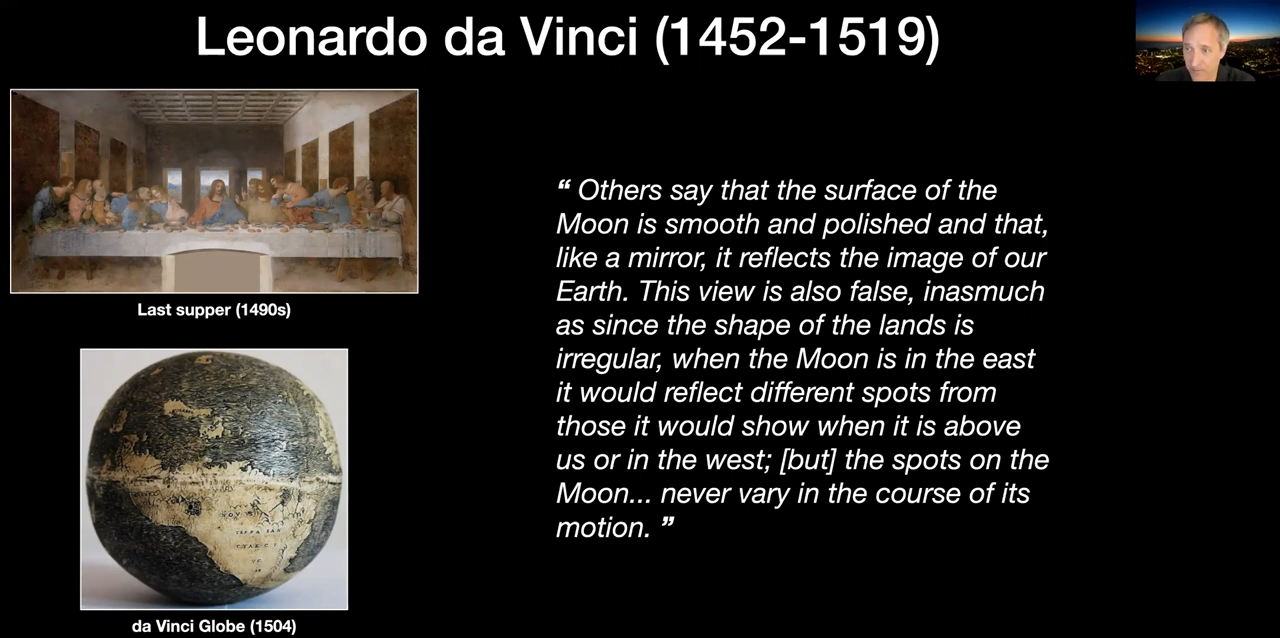 Leonardo da Vinci (1452-1519)
Last supper (1490s)
da Vinci Globe (1504)
“ Others say that the surface of the
Moon is smooth and polished and that,
like a mirror, it reflects the image of our
Earth. This view is also false, inasmuch
as since the shape of the lands is
irregular, when the Moon is in the east
it would reflect different spots from
those it would show when it is above
us or in the west; [but] the spots on the
Moon... never vary in the course of its
motion. ”